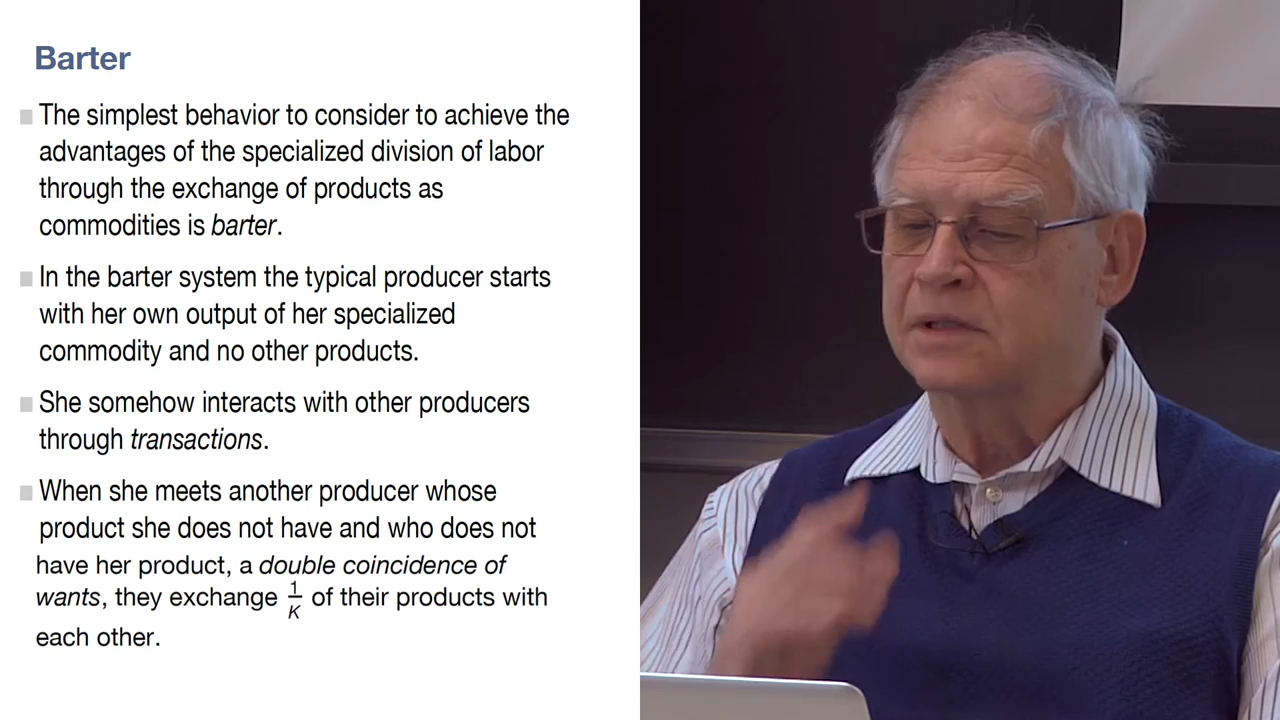 Barter
The simplest behavior to consider to achieve the
advantages of the specialized division of labor
through the exchange of products as
commodities is barter.
In the barter system the typical producer starts
with her own output of her specialized
commodity and no other products.
She somehow interacts with other producers
through transactions.
When she meets another producer whose
product she does not have and who does not
have her product, a double coincidence of
wants, they exchange 1/K of their products with
each other.